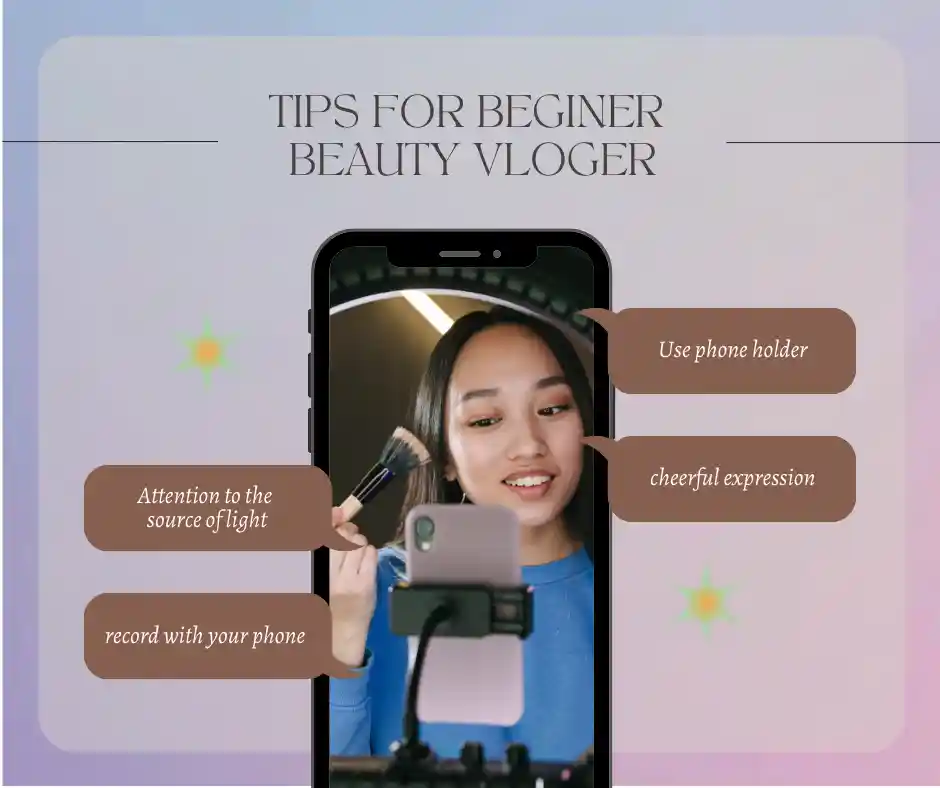 TIPS FOR BEGINER
BEAUTY VLOGER
Use phone holder
cheerful expression
Attention to the
source of light
record with your phone